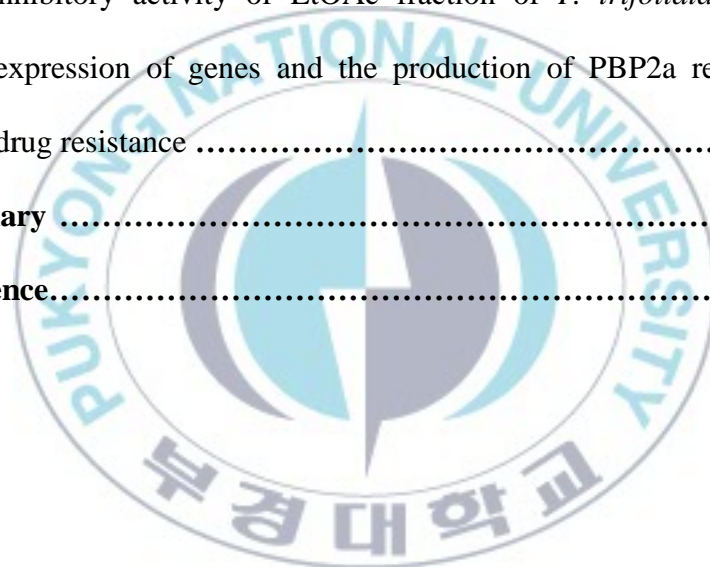 nhibitory activity of EtOAc fraction of P. trifoliata
expression of genes and the production of PBP2a re
drug resistance …………………..……………………
ary ……………………………………………………
ence……………………………………………………
PUKYONG NATIONAL UNIVERSITY
부경대학교